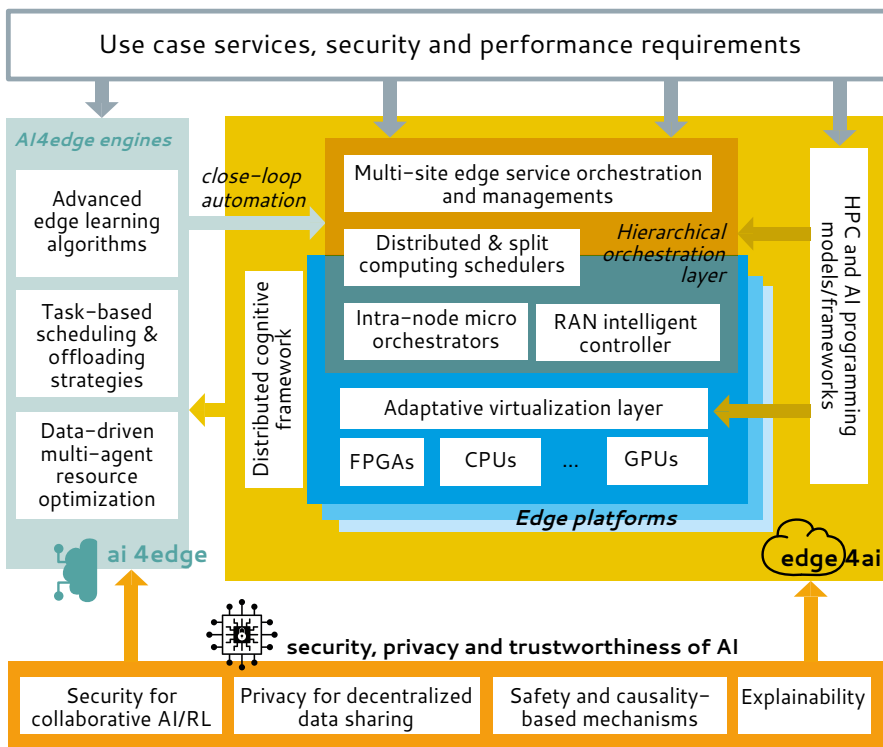 Use case services, security and performance requirements
AI4edge engines
Advanced
edge learning
algorithms
Task-based
scheduling &
offloading
strategies
Data-driven
multi-agent
resource
optimization
ai 4edge
close-loop
automation
Distributed cognitive
framework
Multi-site edge service orchestration
and managements
Distributed & split
computing schedulers
Hierarchical
orchestration
layer
Intra-node micro
orchestrators
RAN intelligent
controller
Adaptative virtualization layer
FPGAs
CPUs
...
GPUs
Edge platforms
HPC and AI programming
models/frameworks
edge 4ai
security, privacy and trustworthiness of AI
Security for
collaborative AI/RL
Privacy for decentralized
data sharing
Safety and causality-
based mechanisms
Explainability